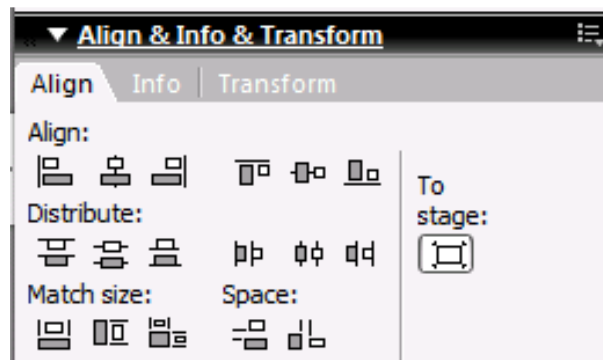 Align & Info & Transform
Align Info Transform
Align:
To
stage:
Distribute:
Match size: Space: